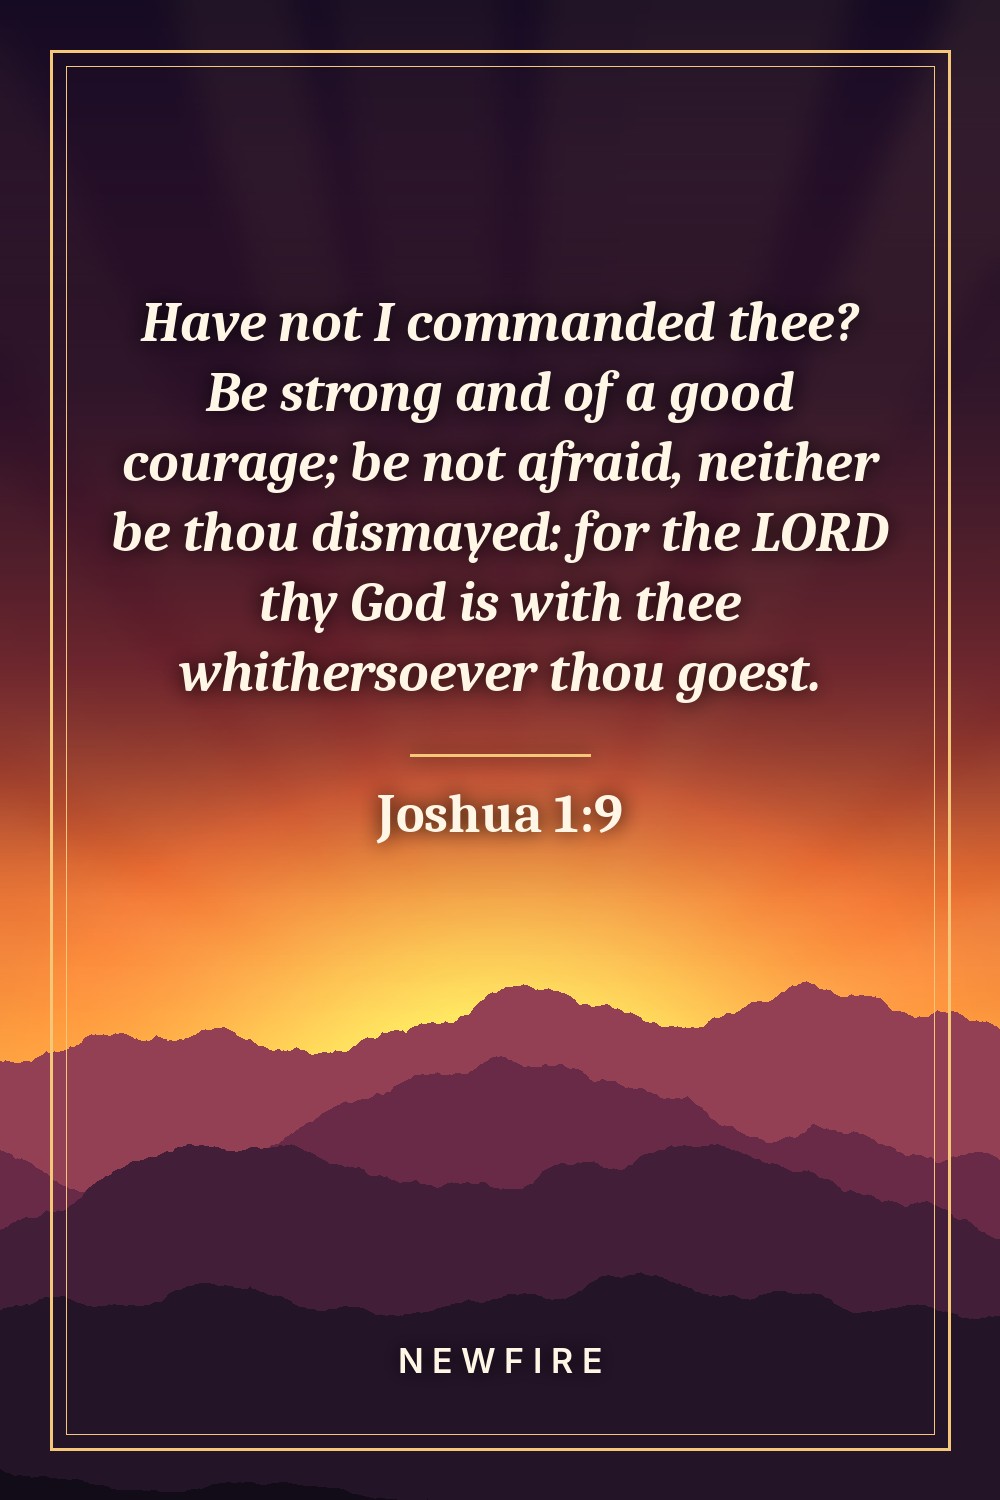 Have not I commanded thee?
Be strong and of a good
courage; be not afraid, neither
be thou dismayed: for the LORD
thy God is with thee
whithersoever thou goest.
Joshua 1:9
NEWFIRE